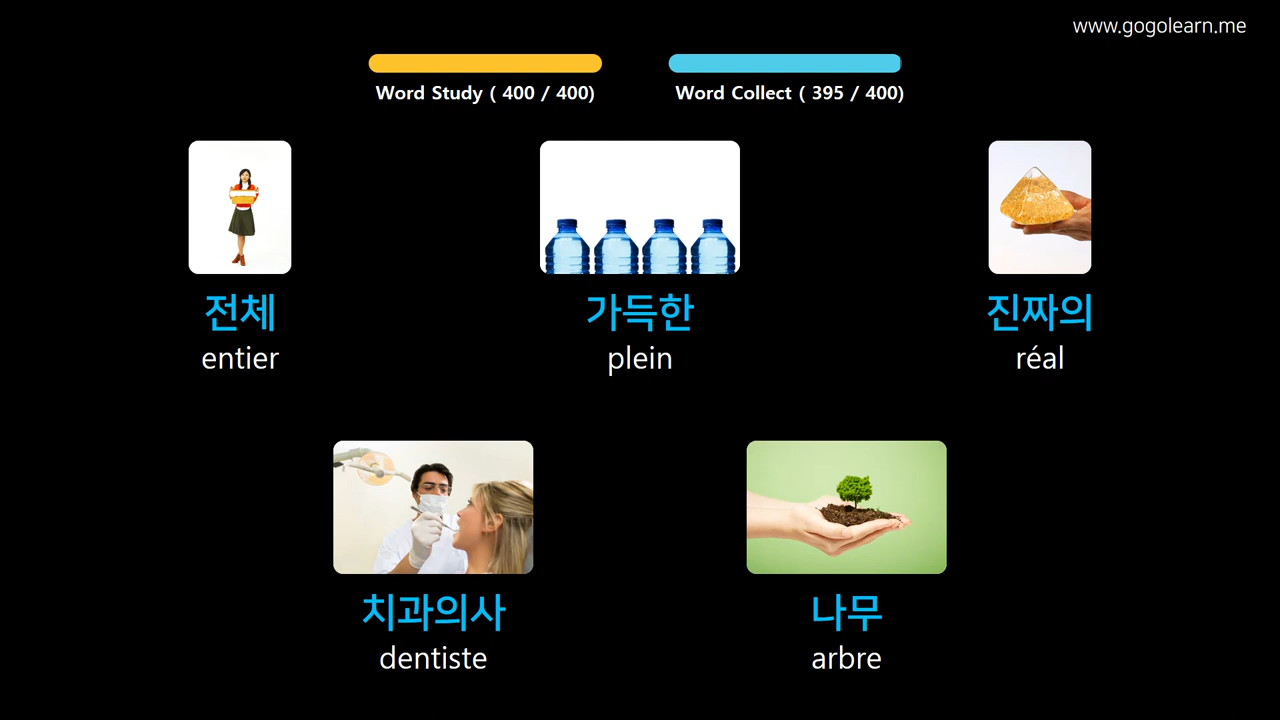 www.gogolearn.me
Word Study ( 400 / 400)
Word Collect ( 395 / 400)
전체
entier
가득한
plein
진짜의
réal
치과의사
dentiste
나무
arbre